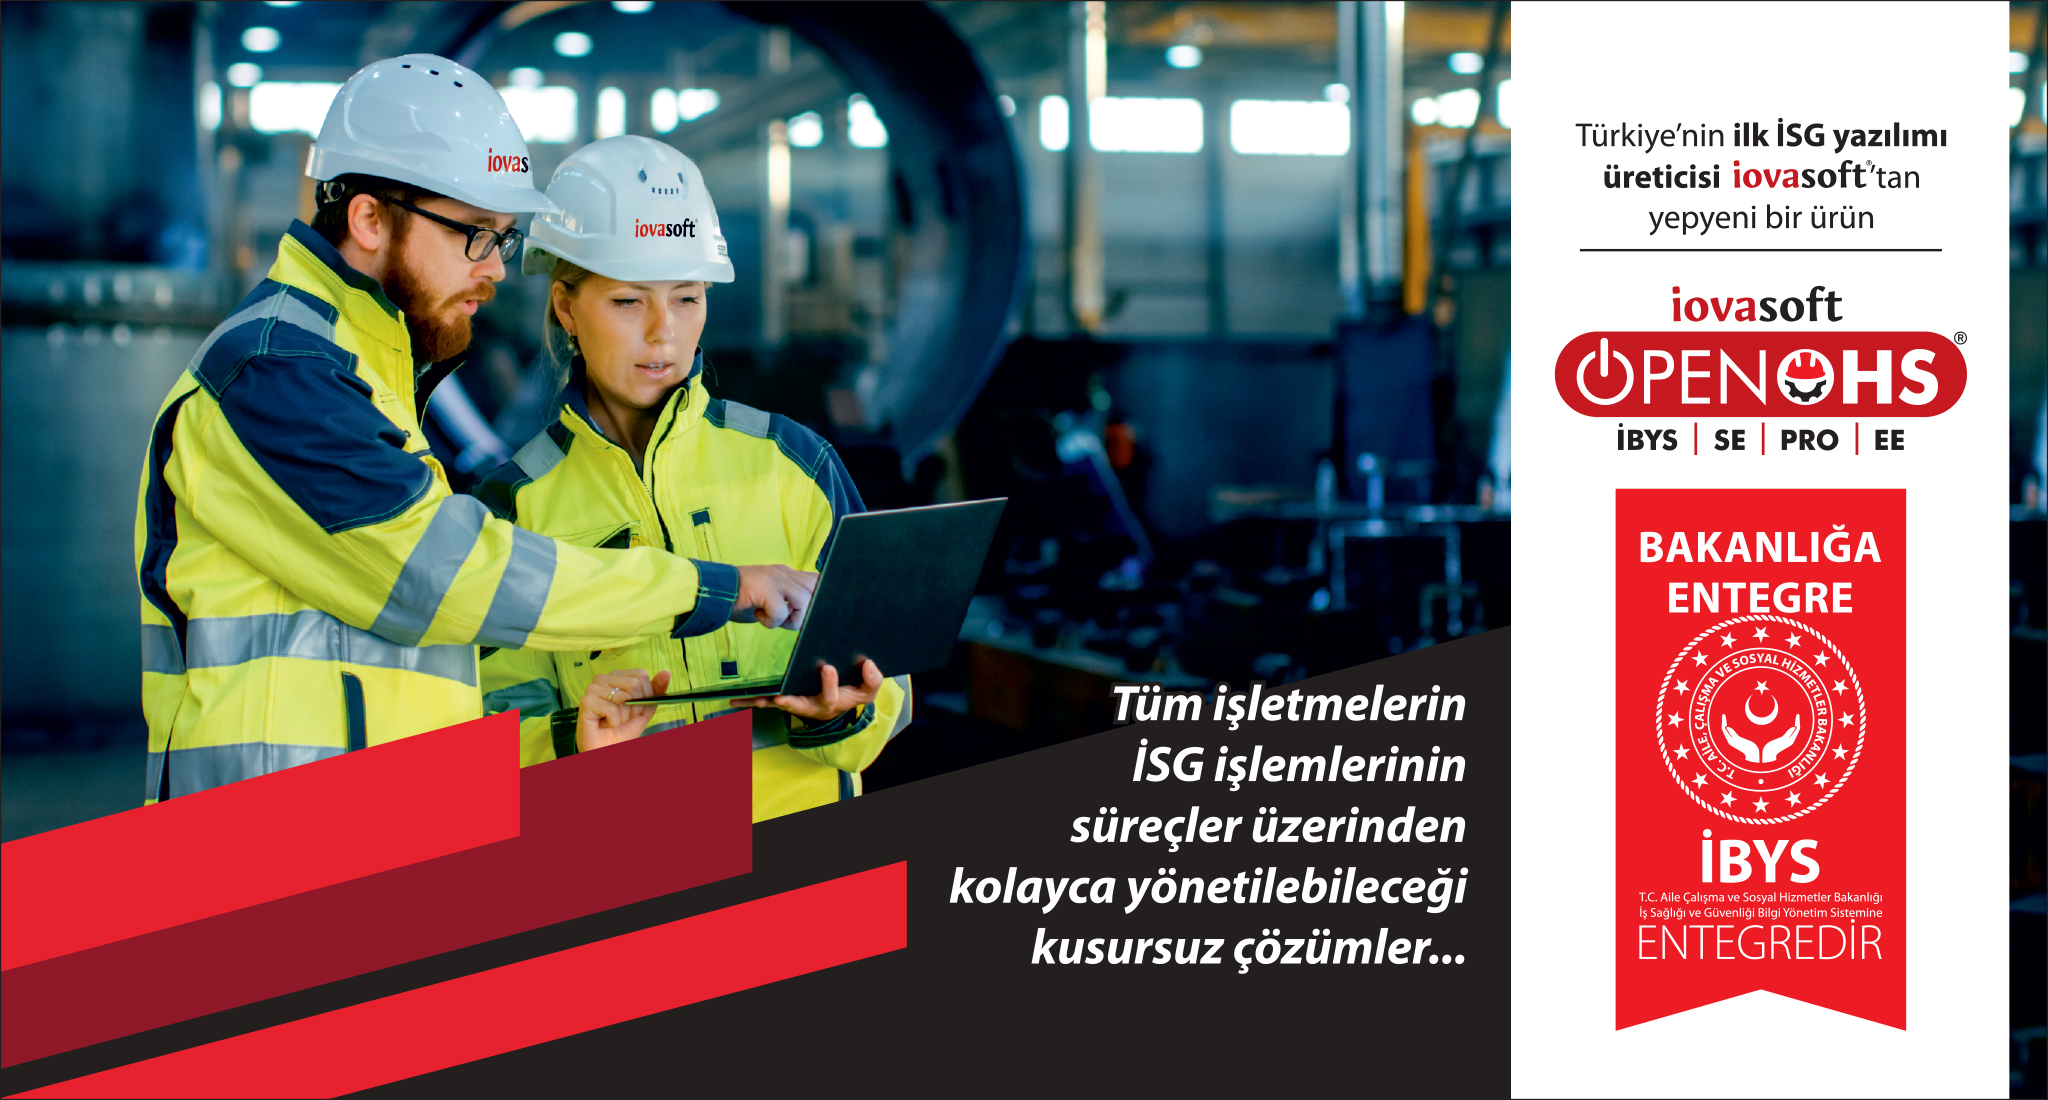 iovas
iovasoft
Tüm işletmelerin
İSG işlemlerinin
süreçler üzerinden
kolayca yönetilebileceği
kusursuz çözümler...
Türkiye’nin ilk İSG yazılımı
üreticisi iovasoft®’tan
yepyeni bir ürün
iovasoft
OPENOHS®
İBYS | SE | PRO | EE
BAKANLIĞA
ENTEGRE
T.C. AİLE, ÇALIŞMA VE SOSYAL HİZMETLER BAKANLIĞI
İBYS
T.C. Aile Çalışma ve Sosyal Hizmetler Bakanlığı
İş Sağlığı ve Güvenliği Bilgi Yönetim Sistemine
ENTEGREDİR